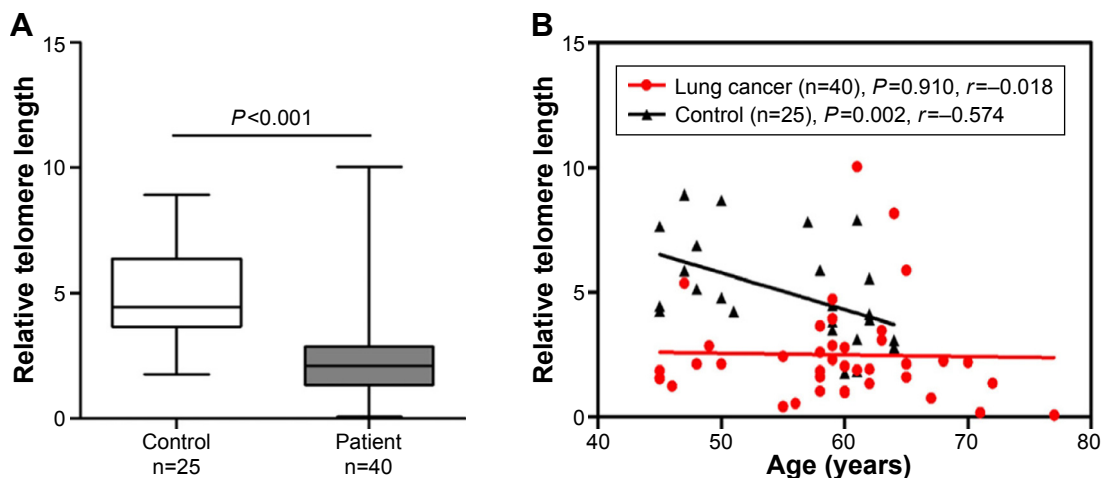 A
Relative telomere length
15
10
5
0
P<0.001
Control
n=25
Patient
n=40
B
Relative telomere length
15
10
5
0
Lung cancer (n=40), P=0.910, r=–0.018
Control (n=25), P=0.002, r=–0.574
40
50
60
70
80
Age (years)